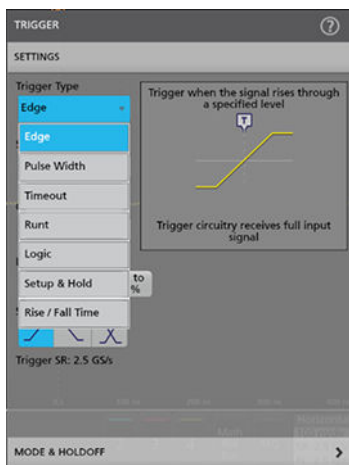 TRIGGER
?
SETTINGS
Trigger Type
Edge
Edge
Pulse Width
Timeout
Runt
Logic
Setup & Hold
Rise / Fall Time
Trigger when the signal rises through
a specified level
T
Trigger circuitry receives full input
signal
to
%
Trigger SR: 2.5 GS/s
MODE & HOLDOFF